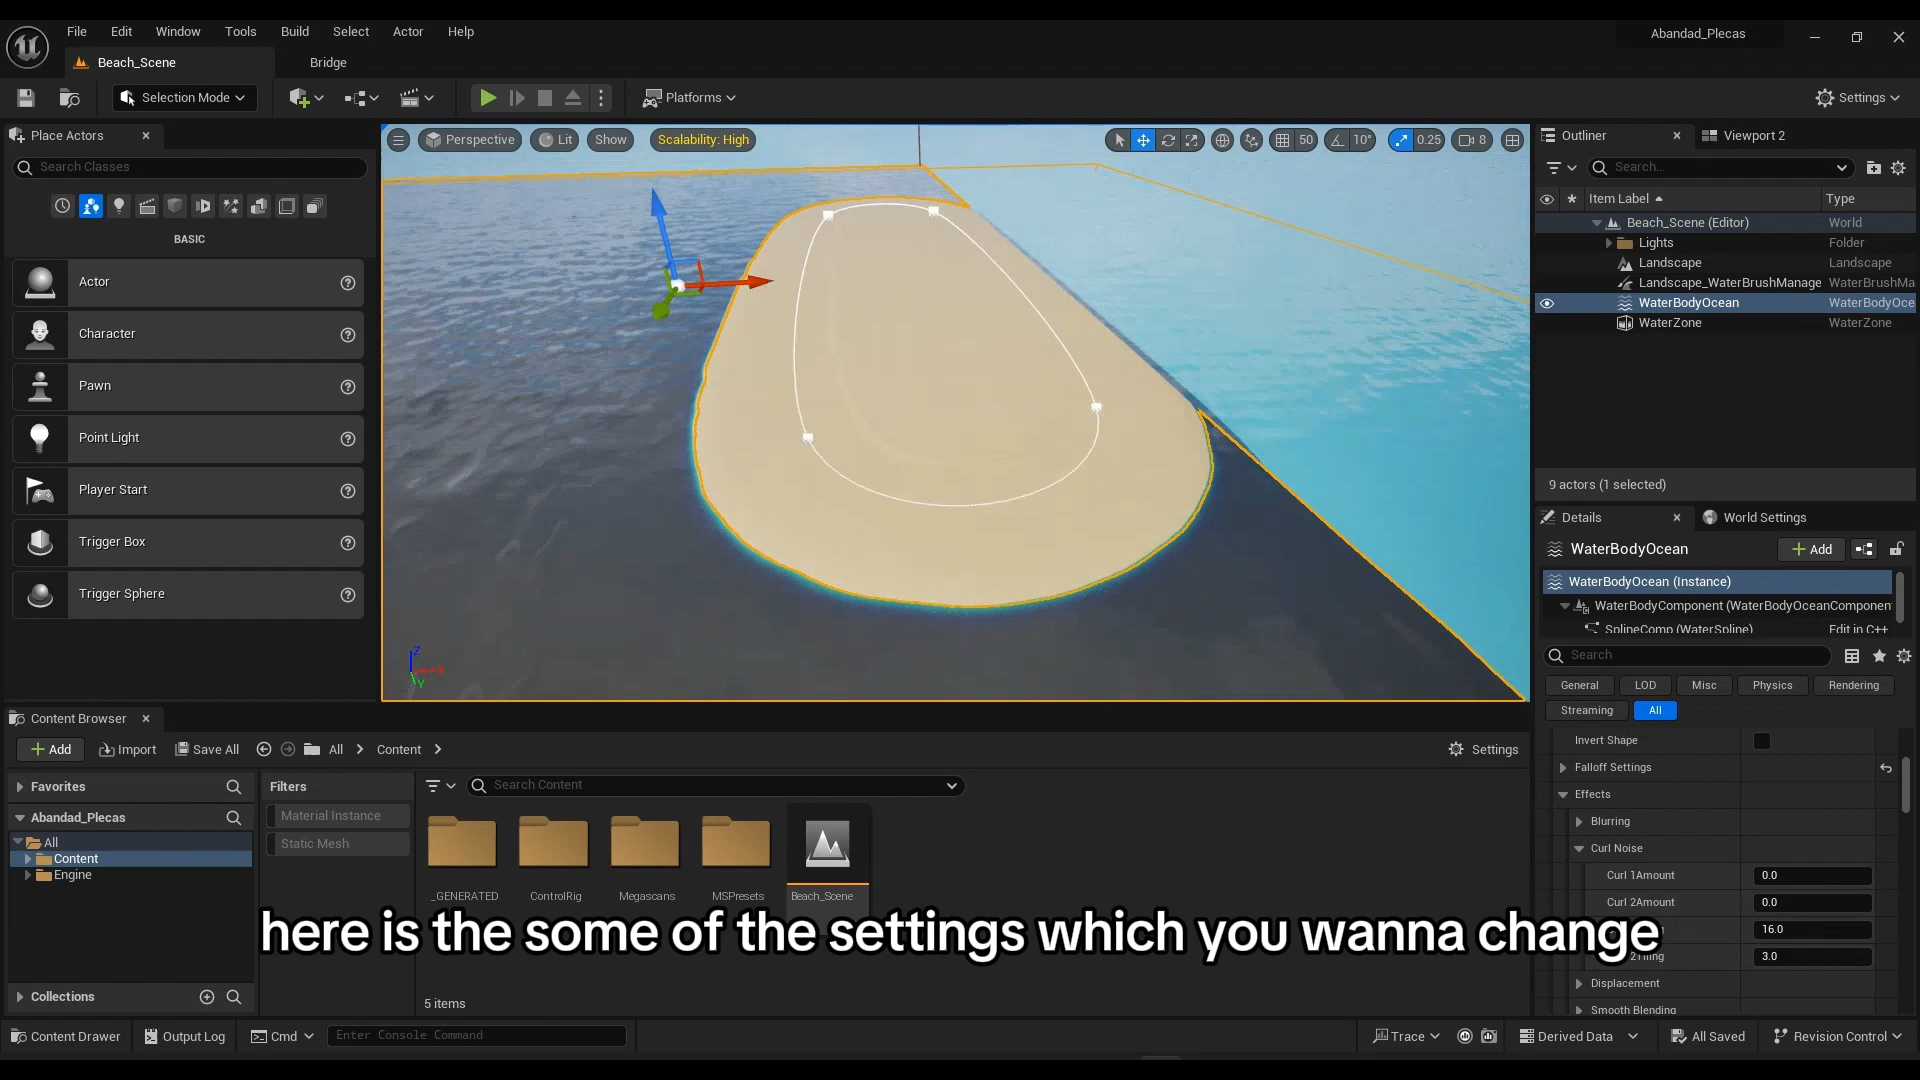 File Edit Window Tools Build Select Actor Help
Abandad_Plecas
Beach_Scene
Bridge
Selection Mode
Platforms
Settings
Place Actors
Search Classes
BASIC
Actor
Character
Pawn
Point Light
Player Start
Trigger Box
Trigger Sphere
Perspective Lit Show Scalability: High
50 10° 0.25 8
Z
X
Y
Outliner
Viewport 2
Search...
Item Label Type
Beach_Scene (Editor) World
Lights Folder
Landscape Landscape
Landscape_WaterBrushManage WaterBrushMa
WaterBodyOcean WaterBodyOce
WaterZone WaterZone
9 actors (1 selected)
Details
World Settings
WaterBodyOcean
Add
WaterBodyOcean (Instance)
WaterBodyComponent (WaterBodyOceanComponen
SplineComp (WaterSpline) Edit in C++
Search
General LOD Misc Physics Rendering
Streaming All
Invert Shape
Falloff Settings
Effects
Blurring
Curl Noise
Curl 1Amount 0.0
Curl 2Amount 0.0
16.0
3.0
Displacement
Smooth Blending
Content Browser
Add Import Save All All Content
Settings
Favorites
Abandad_Plecas
All
Content
Engine
Collections
Filters
Material Instance
Static Mesh
Search Content
_GENERATED ControlRig Megascans MSPresets Beach_Scene
5 items
here is the some of the settings which you wanna change
Content Drawer Output Log Cmd Enter Console Command
Trace Derived Data All Saved Revision Control